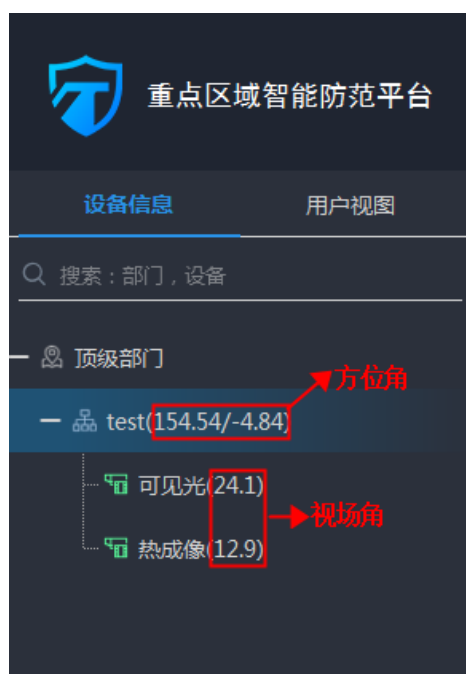 重点区域智能防范平台
设备信息 用户视图
搜索：部门，设备
顶级部门
方位角
test(154.54/-4.84)
可见光(24.1)
视场角
热成像(12.9)